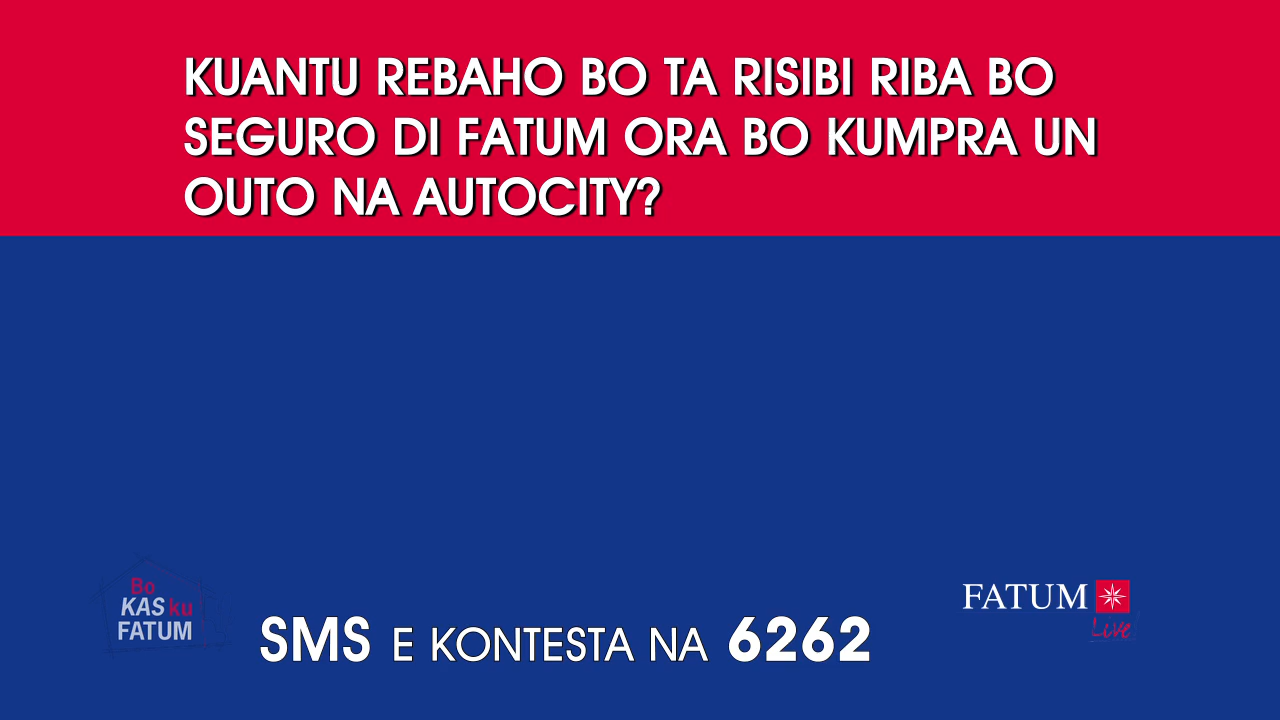 KUANTU REBAHO BO TA RISIBI RIBA BO
SEGURO DI FATUM ORA BO KUMPRA UN
OUTO NA AUTOCITY?
Bo
KAS ku
FATUM
SMS E KONTESTA NA 6262
FATUM
Live